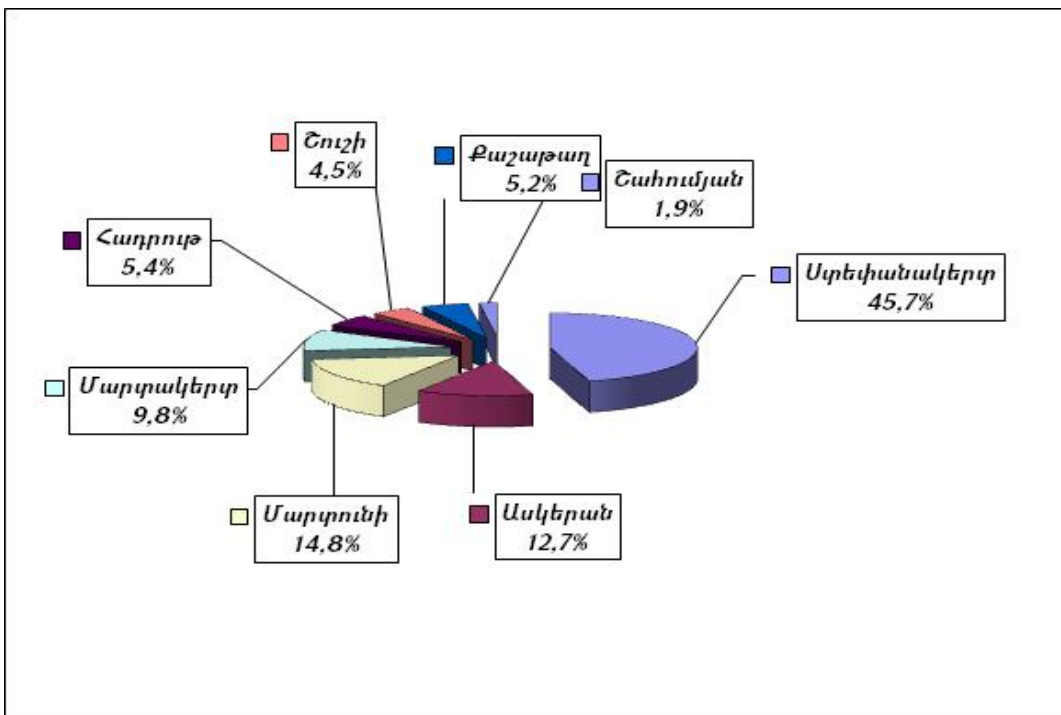 Շուշի
4,5%
Քաշաթաղ
5,2%
Շահումյան
1,9%
Հադրութ
5,4%
Ստեփանակերտ
45,7%
Մարտակերտ
9,8%
Մարտունի
14,8%
Ասկերան
12,7%